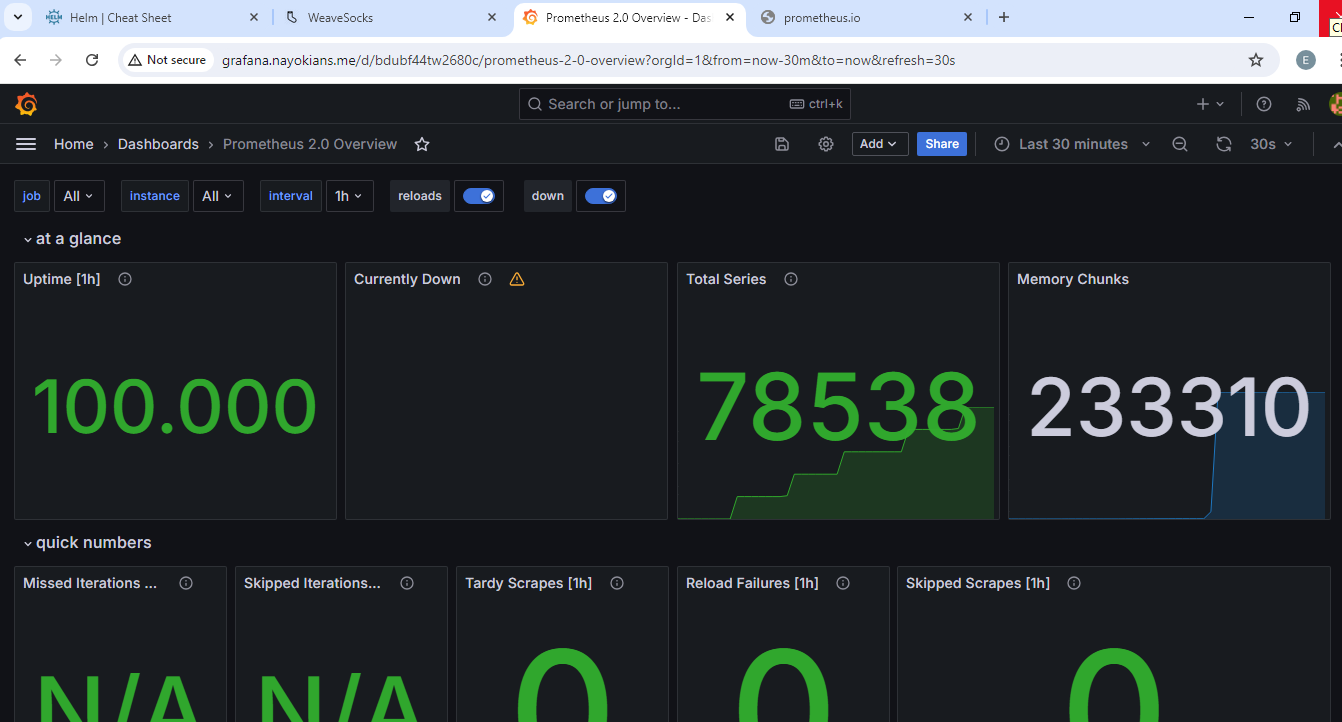 Helm | Cheat Sheet
WeaveSocks
Prometheus 2.0 Overview - Das
prometheus.io
Not secure
grafana.nayokians.me/d/bdubf44tw2680c/prometheus-2-0-overview?orgId=1&from=now-30m&to=now&refresh=30s
E
Search or jump to...
ctrl+k
Home › Dashboards › Prometheus 2.0 Overview
Add
Share
Last 30 minutes
30s
job
All
instance
All
interval
1h
reloads
down
at a glance
Uptime [1h]
100.000
Currently Down
Total Series
78538
Memory Chunks
233310
quick numbers
Missed Iterations ...
N/A
Skipped Iterations...
N/A
Tardy Scrapes [1h]
0
Reload Failures [1h]
0
Skipped Scrapes [1h]
0